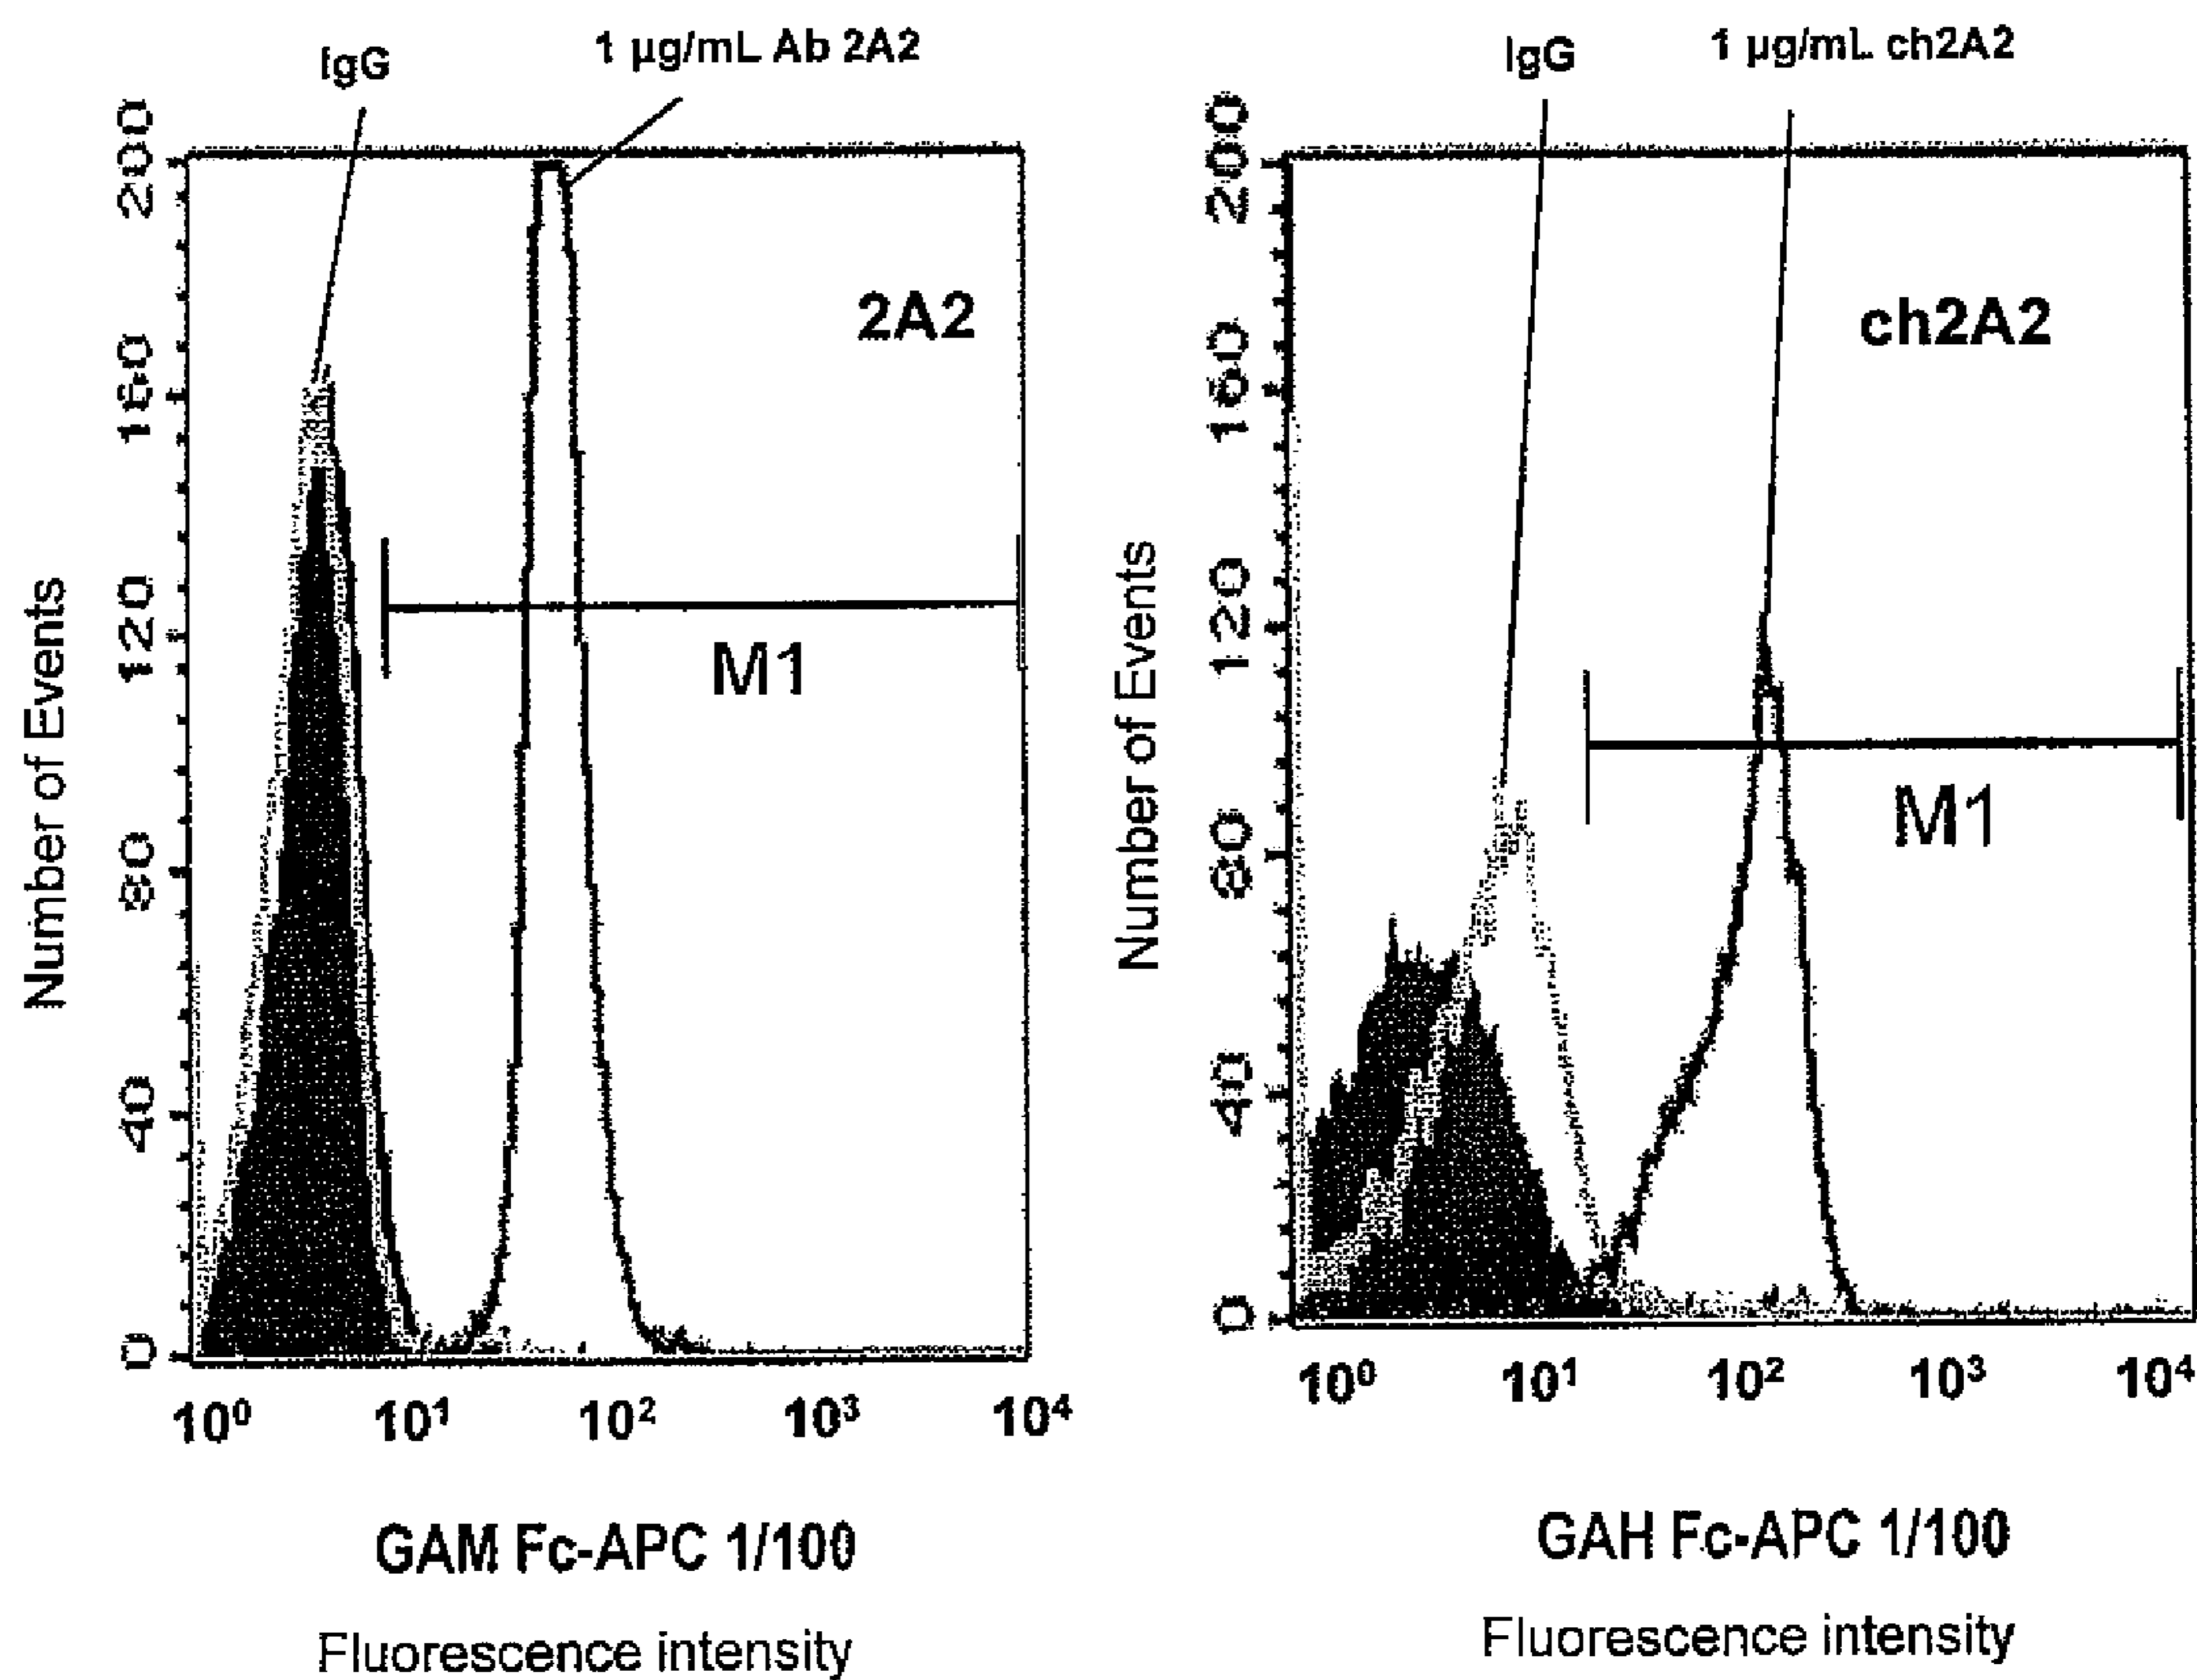 IgG
1 µg/mL Ab 2A2
200
160
120
80
40
0
Number of Events
2A2
M1
10⁰ 10¹ 10² 10³ 10⁴
GAM Fc-APC 1/100
Fluorescence intensity
IgG
1 µg/mL ch2A2
200
160
120
80
40
0
Number of Events
ch2A2
M1
10⁰ 10¹ 10² 10³ 10⁴
GAH Fc-APC 1/100
Fluorescence intensity